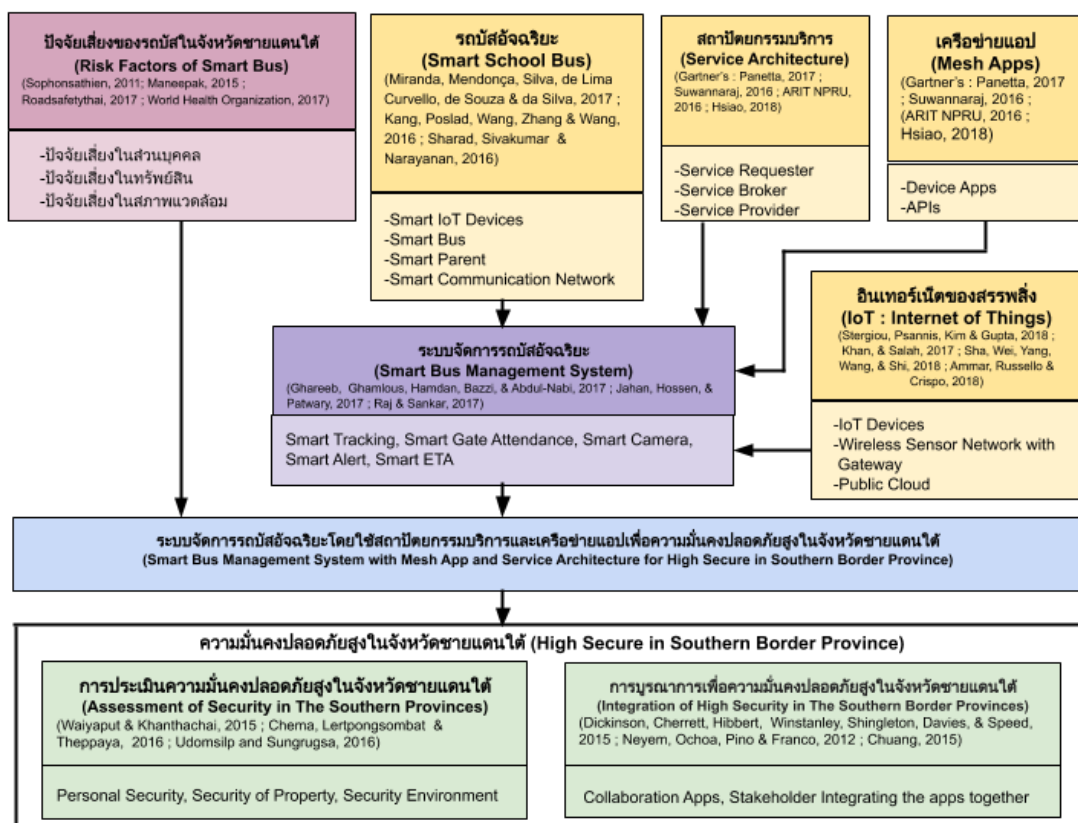 ปัจจัยเสี่ยงของรถบัสในจังหวัดชายแดนใต้
(Risk Factors of Smart Bus)
(Sophonsathien, 2011; Maneepak, 2015 ;
Roadsafetythai, 2017 ; World Health Organization, 2017)
-ปัจจัยเสี่ยงในส่วนบุคคล
-ปัจจัยเสี่ยงในทรัพย์สิน
-ปัจจัยเสี่ยงในสภาพแวดล้อม
รถบัสอัจฉริยะ
(Smart School Bus)
(Miranda, Mendonça, Silva, de Lima
Curvello, de Souza & da Silva, 2017 ;
Kang, Poslad, Wang, Zhang & Wang,
2016 ; Sharad, Sivakumar &
Narayanan, 2016)
-Smart IoT Devices
-Smart Bus
-Smart Parent
-Smart Communication Network
สถาปัตยกรรมบริการ
(Service Architecture)
(Gartner's : Panetta, 2017 ;
Suwannaraj, 2016 ; ARIT NPRU,
2016 ; Hsiao, 2018)
-Service Requester
-Service Broker
-Service Provider
เครือข่ายแอป
(Mesh Apps)
(Gartner's : Panetta, 2017
; Suwannaraj, 2016 ;
(ARIT NPRU, 2016 ;
Hsiao, 2018)
-Device Apps
-APIs
อินเทอร์เน็ตของสรรพสิ่ง
(IoT : Internet of Things)
(Stergiou, Psannis, Kim & Gupta, 2018 ;
Khan, & Salah, 2017 ; Sha, Wei, Yang,
Wang, & Shi, 2018 ; Ammar, Russello &
Crispo, 2018)
-IoT Devices
-Wireless Sensor Network with
Gateway
-Public Cloud
ระบบจัดการรถบัสอัจฉริยะ
(Smart Bus Management System)
(Ghareeb, Ghamlous, Hamdan, Bazzi, & Abdul-Nabi, 2017 ; Jahan, Hossen, &
Patwary, 2017 ; Raj & Sankar, 2017)
Smart Tracking, Smart Gate Attendance, Smart Camera,
Smart Alert, Smart ETA
ระบบจัดการรถบัสอัจฉริยะโดยใช้สถาปัตยกรรมบริการและเครือข่ายแอปเพื่อความมั่นคงปลอดภัยสูงในจังหวัดชายแดนใต้
(Smart Bus Management System with Mesh App and Service Architecture for High Secure in Southern Border Province)
ความมั่นคงปลอดภัยสูงในจังหวัดชายแดนใต้ (High Secure in Southern Border Province)
การประเมินความมั่นคงปลอดภัยสูงในจังหวัดชายแดนใต้
(Assessment of Security in The Southern Provinces)
(Waiyaput & Khanthachai, 2015 ; Chema, Lertpongsombat &
Theppaya, 2016 ; Udomsilp and Sungrugsa, 2016)
Personal Security, Security of Property, Security Environment
การบูรณาการเพื่อความมั่นคงปลอดภัยสูงในจังหวัดชายแดนใต้
(Integration of High Security in The Southern Border Provinces)
(Dickinson, Cherrett, Hibbert, Winstanley, Shingleton, Davies, & Speed,
2015 ; Neyem, Ochoa, Pino & Franco, 2012 ; Chuang, 2015)
Collaboration Apps, Stakeholder Integrating the apps together